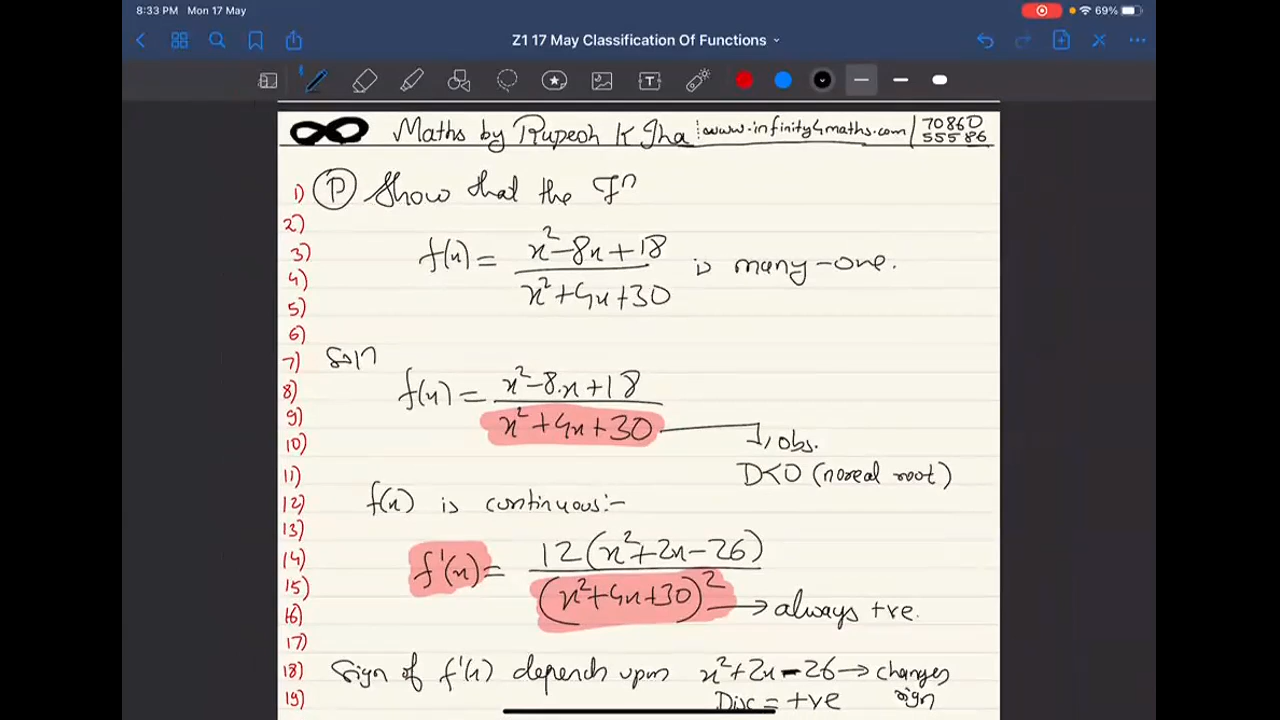 8:33 PM Mon 17 May 69%
Z1 17 May Classification Of Functions
T
∞ Maths by Rupesh K Jha www.infinity4maths.com / 70860 55586
1) (P) Show that the Fⁿ
2)
3) f(x) = x²-8x+18 / x²+4x+30 is many-one.
4)
5)
6)
7) Solⁿ
8) f(x) = x²-8x+18 / x²+4x+30
9)
10) → obs.
11) D<0 (no real root)
12) f(x) is continuous:-
13)
14) f'(x) = 12(x²+2x-26) / (x²+4x+30)² → always +ve.
15)
16)
17)
18) Sign of f'(x) depends upon x²+2x-26 → changes sign
19) Disc = +ve